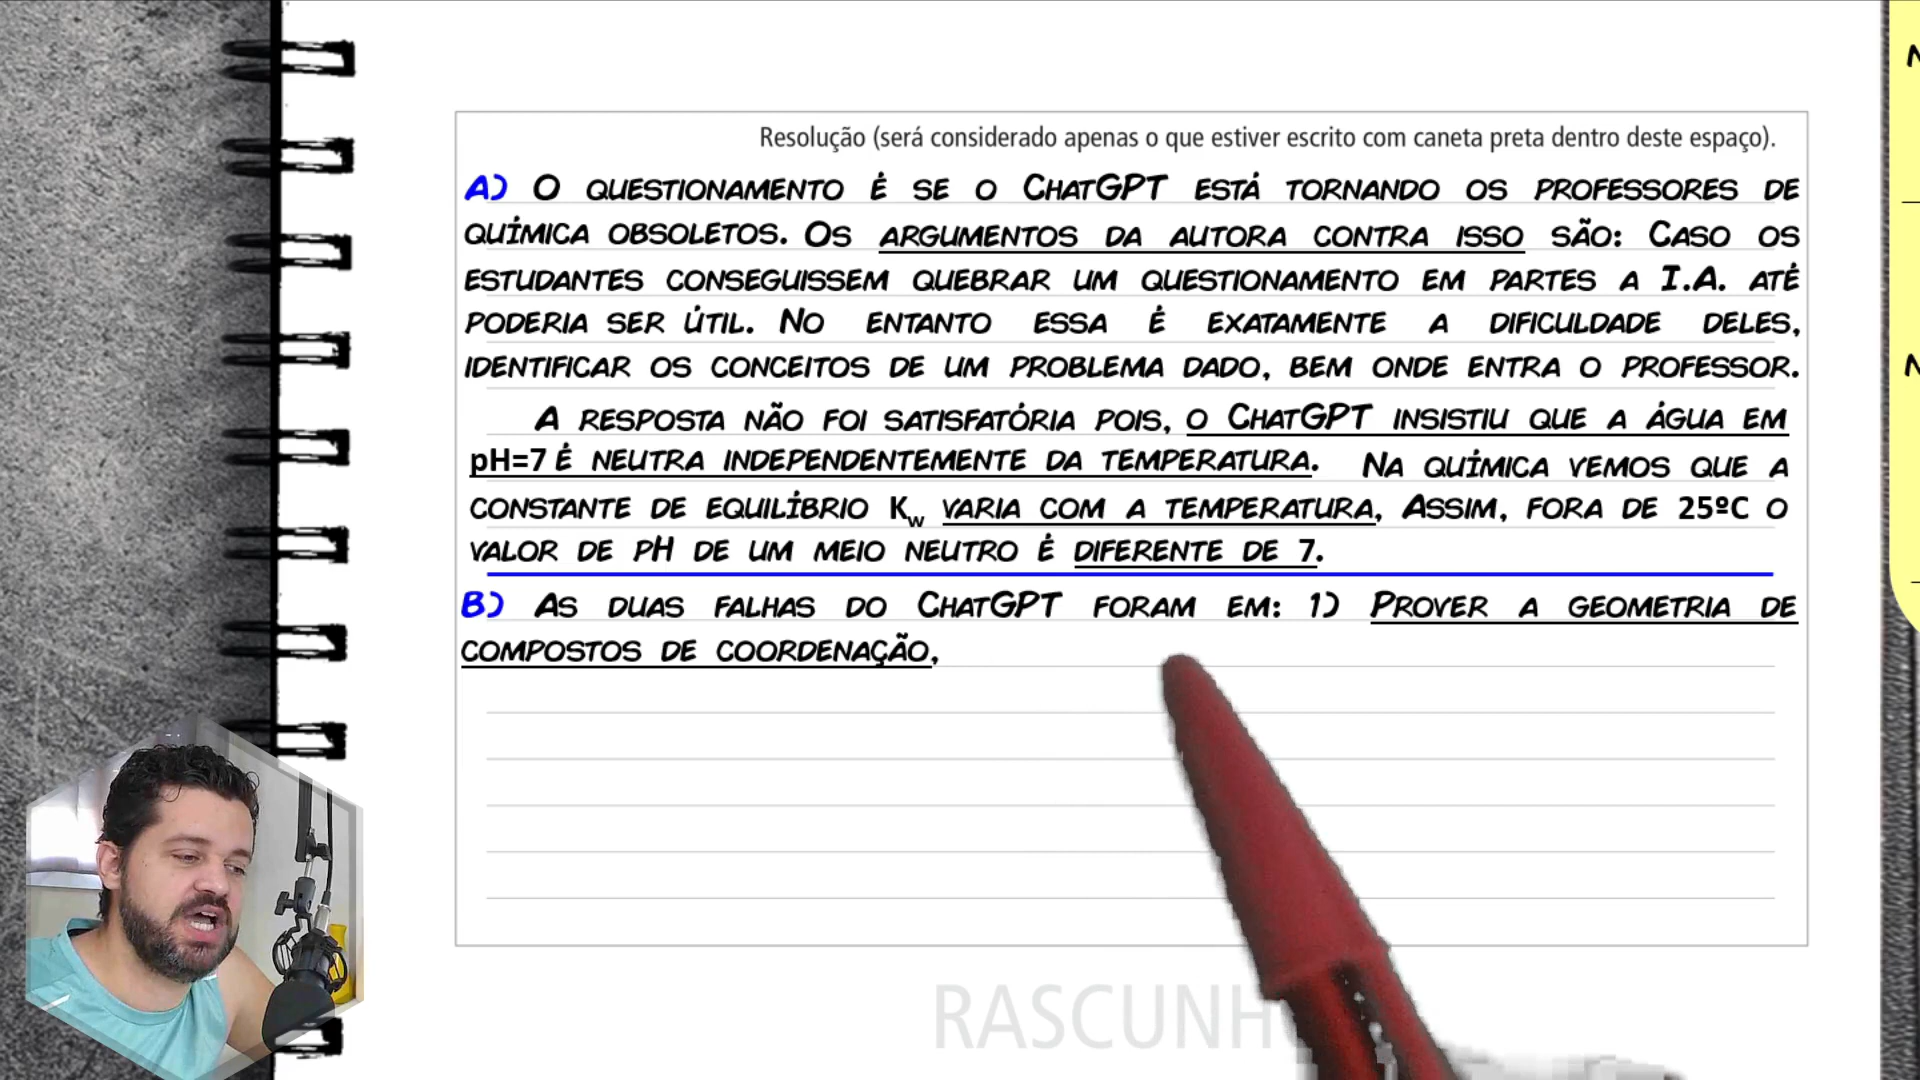 Resolução (será considerado apenas o que estiver escrito com caneta preta dentro deste espaço).
A) O QUESTIONAMENTO É SE O CHATGPT ESTÁ TORNANDO OS PROFESSORES DE
QUÍMICA OBSOLETOS. OS ARGUMENTOS DA AUTORA CONTRA ISSO SÃO: CASO OS
ESTUDANTES CONSEGUISSEM QUEBRAR UM QUESTIONAMENTO EM PARTES A I.A. ATÉ
PODERIA SER ÚTIL. NO ENTANTO ESSA É EXATAMENTE A DIFICULDADE DELES,
IDENTIFICAR OS CONCEITOS DE UM PROBLEMA DADO, BEM ONDE ENTRA O PROFESSOR.
A RESPOSTA NÃO FOI SATISFATÓRIA POIS, O CHATGPT INSISTIU QUE A ÁGUA EM
pH=7 É NEUTRA INDEPENDENTEMENTE DA TEMPERATURA. NA QUÍMICA VEMOS QUE A
CONSTANTE DE EQUILÍBRIO Kw VARIA COM A TEMPERATURA, ASSIM, FORA DE 25ºC O
VALOR DE PH DE UM MEIO NEUTRO É DIFERENTE DE 7.
B) AS DUAS FALHAS DO CHATGPT FORAM EM: 1) PROVER A GEOMETRIA DE
COMPOSTOS DE COORDENAÇÃO,